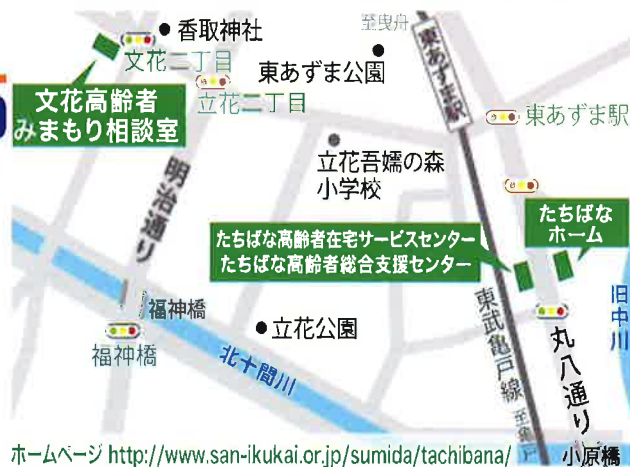 至曳舟
香取神社
文花二丁目
東あずま公園
東あずま駅
文花高齢者
みまもり相談室
立花二丁目
東あずま駅
立花吾嬬の森
小学校
明治通り
たちばな
ホーム
たちばな高齢者在宅サービスセンター
たちばな高齢者総合支援センター
福神橋
福神橋
立花公園
北十間川
東武亀戸線
至亀戸
丸八通り
旧中川
小原橋
ホームページ http://www.san-ikukai.or.jp/sumida/tachibana/